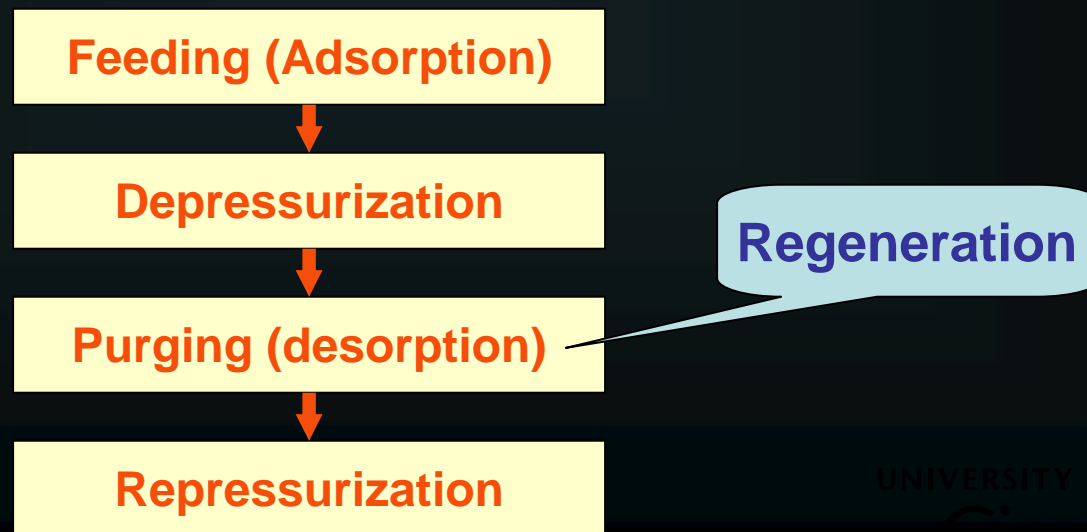 Feeding (Adsorption)
Depressurization
Regeneration
Purging (desorption)
Repressurization
UNIVERSITY